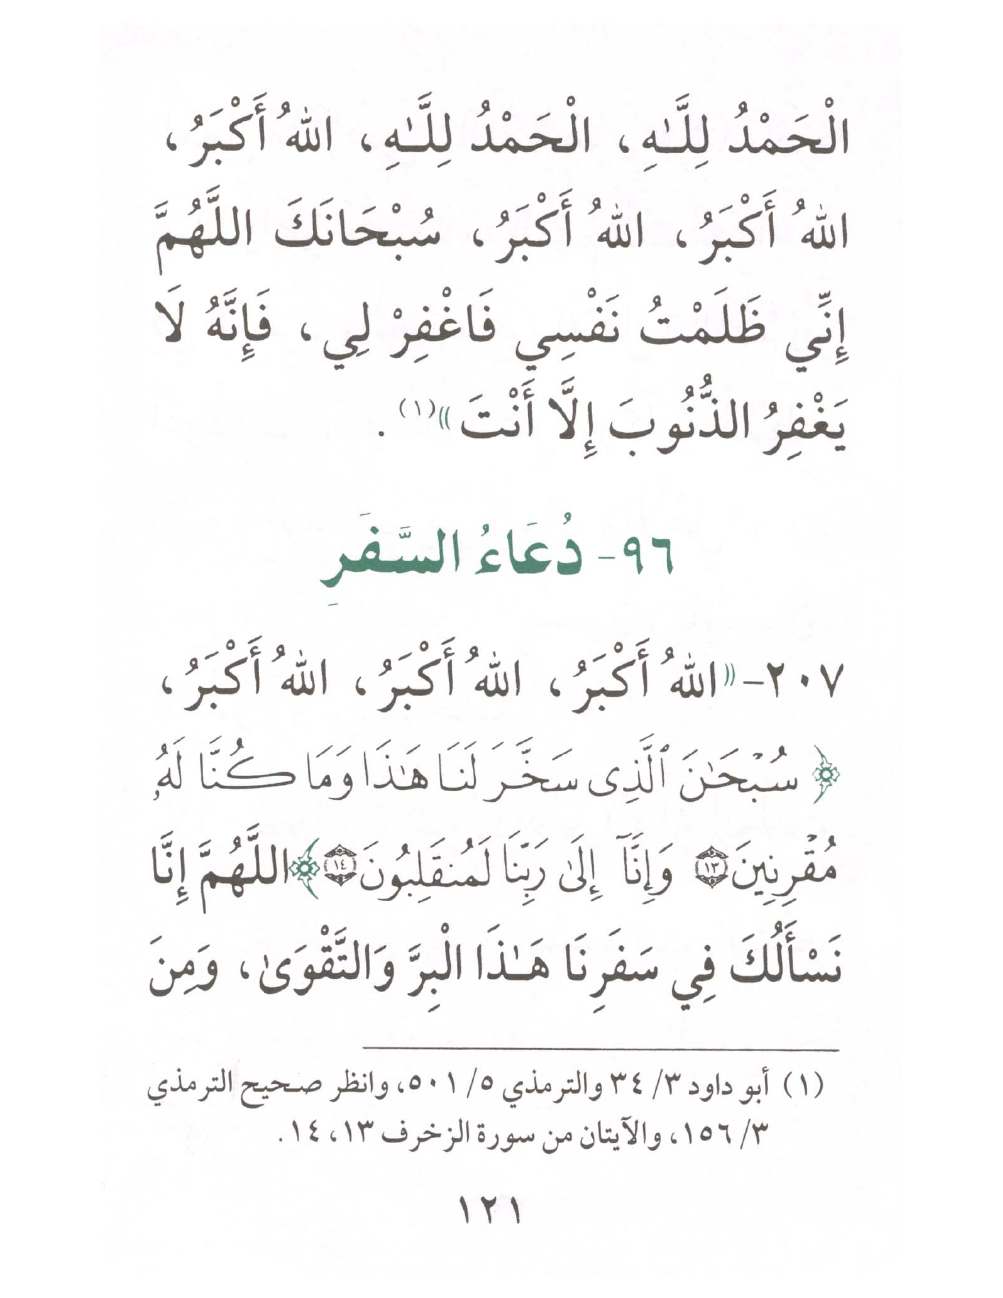 الْحَمْدُ لِلَّـٰهِ، الْحَمْدُ لِلَّـٰهِ، اللهُ أَكْبَرُ،
اللهُ أَكْبَرُ، اللهُ أَكْبَرُ، سُبْحَانَكَ اللَّهُمَّ
إِنِّي ظَلَمْتُ نَفْسِي فَاغْفِرْ لِي، فَإِنَّهُ لَا
يَغْفِرُ الذُّنُوبَ إِلَّا أَنْتَ»(١).
٩٦- دُعَاءُ السَّفَرِ
٢٠٧- «اللهُ أَكْبَرُ، اللهُ أَكْبَرُ، اللهُ أَكْبَرُ،
﴿ سُبْحَـٰنَ ٱلَّذِى سَخَّرَ لَنَا هَـٰذَا وَمَا كُنَّا لَهُۥ
مُقْرِنِينَ ١٣ وَإِنَّآ إِلَىٰ رَبِّنَا لَمُنقَلِبُونَ ١٤ ﴾ اللَّهُمَّ إِنَّا
نَسْأَلُكَ فِي سَفَرِنَا هَـٰذَا الْبِرَّ وَالتَّقْوَىٰ، وَمِنَ
(١) أبو داود ٣/ ٣٤ والترمذي ٥/ ٥٠١، وانظر صحيح الترمذي
٣/ ١٥٦، والآيتان من سورة الزخرف ١٣، ١٤.
١٢١